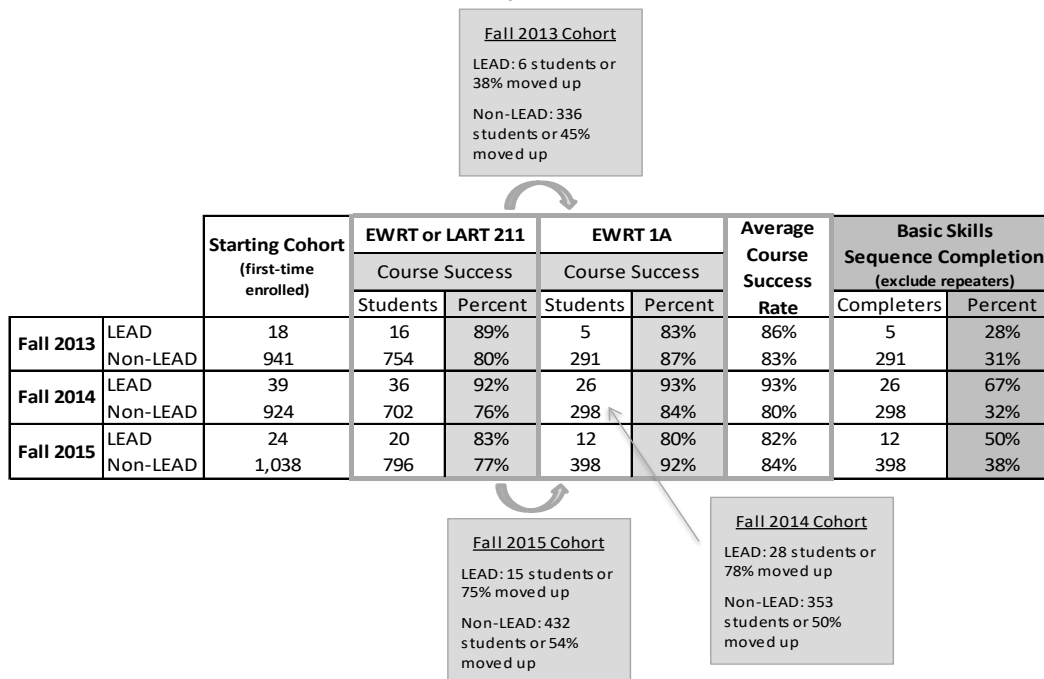 Fall 2013 Cohort
LEAD: 6 students or
38% moved up
Non-LEAD: 336
students or 45%
moved up
Starting Cohort
(first-time
enrolled)
EWRT or LART 211
EWRT 1A
Average
Course
Success
Rate
Basic Skills
Sequence Completion
(exclude repeaters)
Course Success
Course Success
Students Percent Students Percent Completers Percent
Fall 2013 LEAD 18 16 89% 5 83% 86% 5 28%
Non-LEAD 941 754 80% 291 87% 83% 291 31%
Fall 2014 LEAD 39 36 92% 26 93% 93% 26 67%
Non-LEAD 924 702 76% 298 84% 80% 298 32%
Fall 2015 LEAD 24 20 83% 12 80% 82% 12 50%
Non-LEAD 1,038 796 77% 398 92% 84% 398 38%
Fall 2015 Cohort
LEAD: 15 students or
75% moved up
Non-LEAD: 432
students or 54%
moved up
Fall 2014 Cohort
LEAD: 28 students or
78% moved up
Non-LEAD: 353
students or 50%
moved up